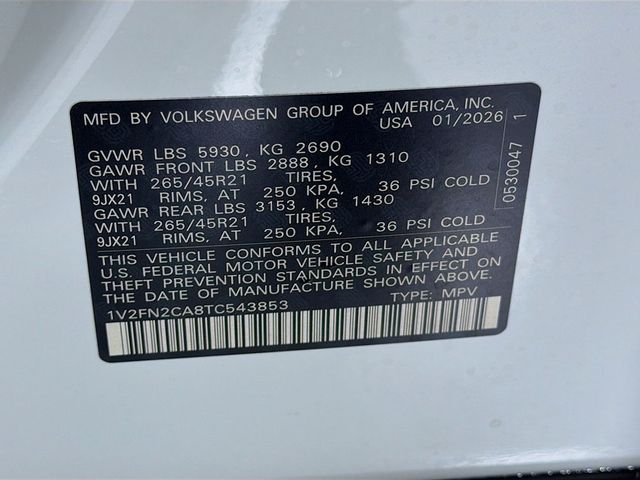 MFD BY VOLKSWAGEN GROUP OF AMERICA, INC.
USA 01/2026
GVWR LBS 5930, KG 2690
GAWR FRONT LBS 2888, KG 1310
WITH 265/45R21 TIRES,
9JX21 RIMS, AT 250 KPA, 36 PSI COLD
GAWR REAR LBS 3153, KG 1430
WITH 265/45R21 TIRES,
9JX21 RIMS, AT 250 KPA, 36 PSI COLD
THIS VEHICLE CONFORMS TO ALL APPLICABLE
U.S. FEDERAL MOTOR VEHICLE SAFETY AND
THEFT PREVENTION STANDARDS IN EFFECT ON
THE DATE OF MANUFACTURE SHOWN ABOVE.
1V2FN2CA8TC543853 TYPE: MPV
0530047 1